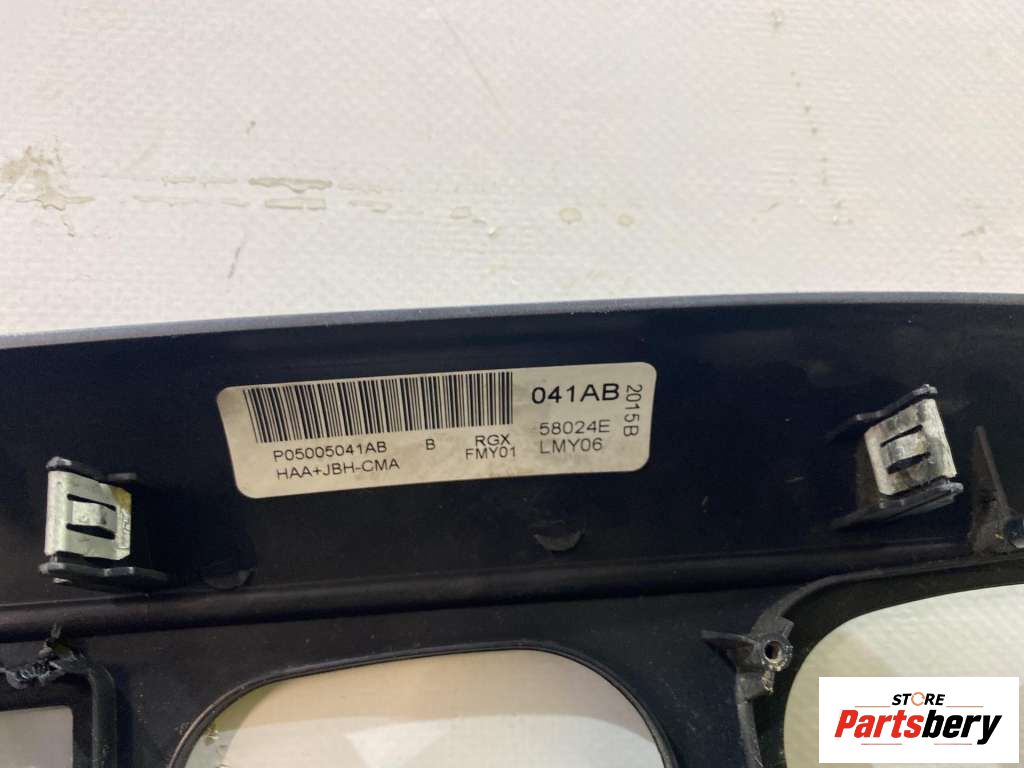 041AB
2015B
P05005041AB B RGX 58024E
HAA+JBH-CMA FMY01 LMY06
STORE
Partsbery